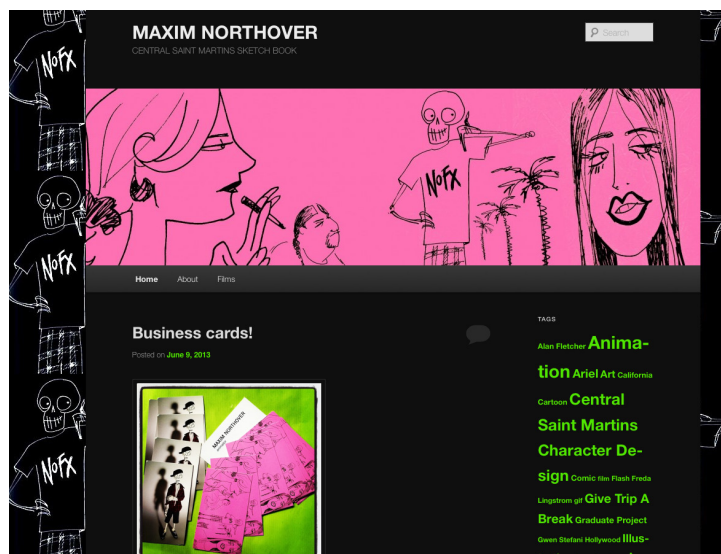 MAXIM NORTHOVER
CENTRAL SAINT MARTINS SKETCH BOOK
Search
NOFX
NOFX
NOFX
NOFX
Home About Films
Business cards!
Posted on June 9, 2013
MAXIM NORTHOVER
TAGS
Alan Fletcher Anima-
tion Ariel Art California
Cartoon Central
Saint Martins
Character De-
sign Comic film Flash Freda
Lingstrom gif Give Trip A
Break Graduate Project
Gwen Stefani Hollywood Illus-